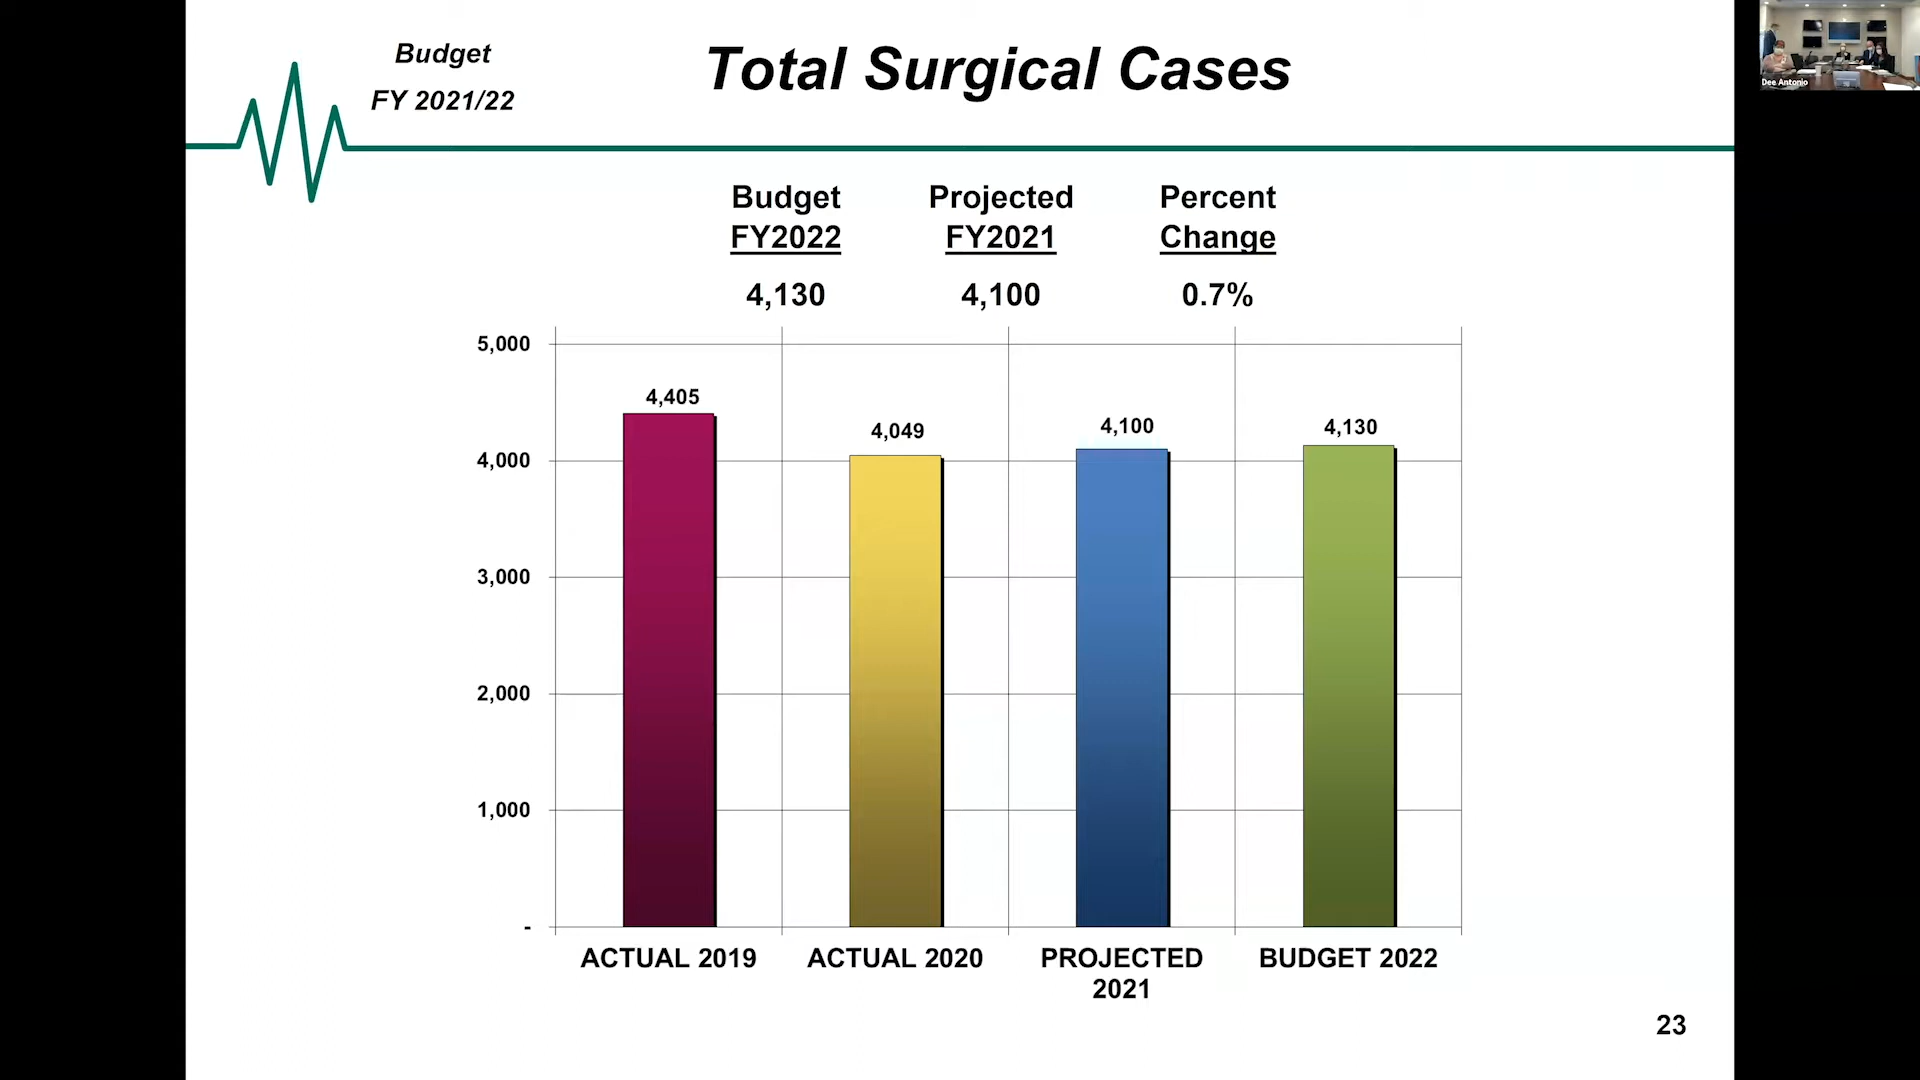 Budget
FY 2021/22
Total Surgical Cases
Dee Antonio
Budget Projected Percent
FY2022 FY2021 Change
4,130 4,100 0.7%
5,000
4,000
3,000
2,000
1,000
-
4,405
4,049
4,100
4,130
ACTUAL 2019 ACTUAL 2020 PROJECTED 2021 BUDGET 2022
23